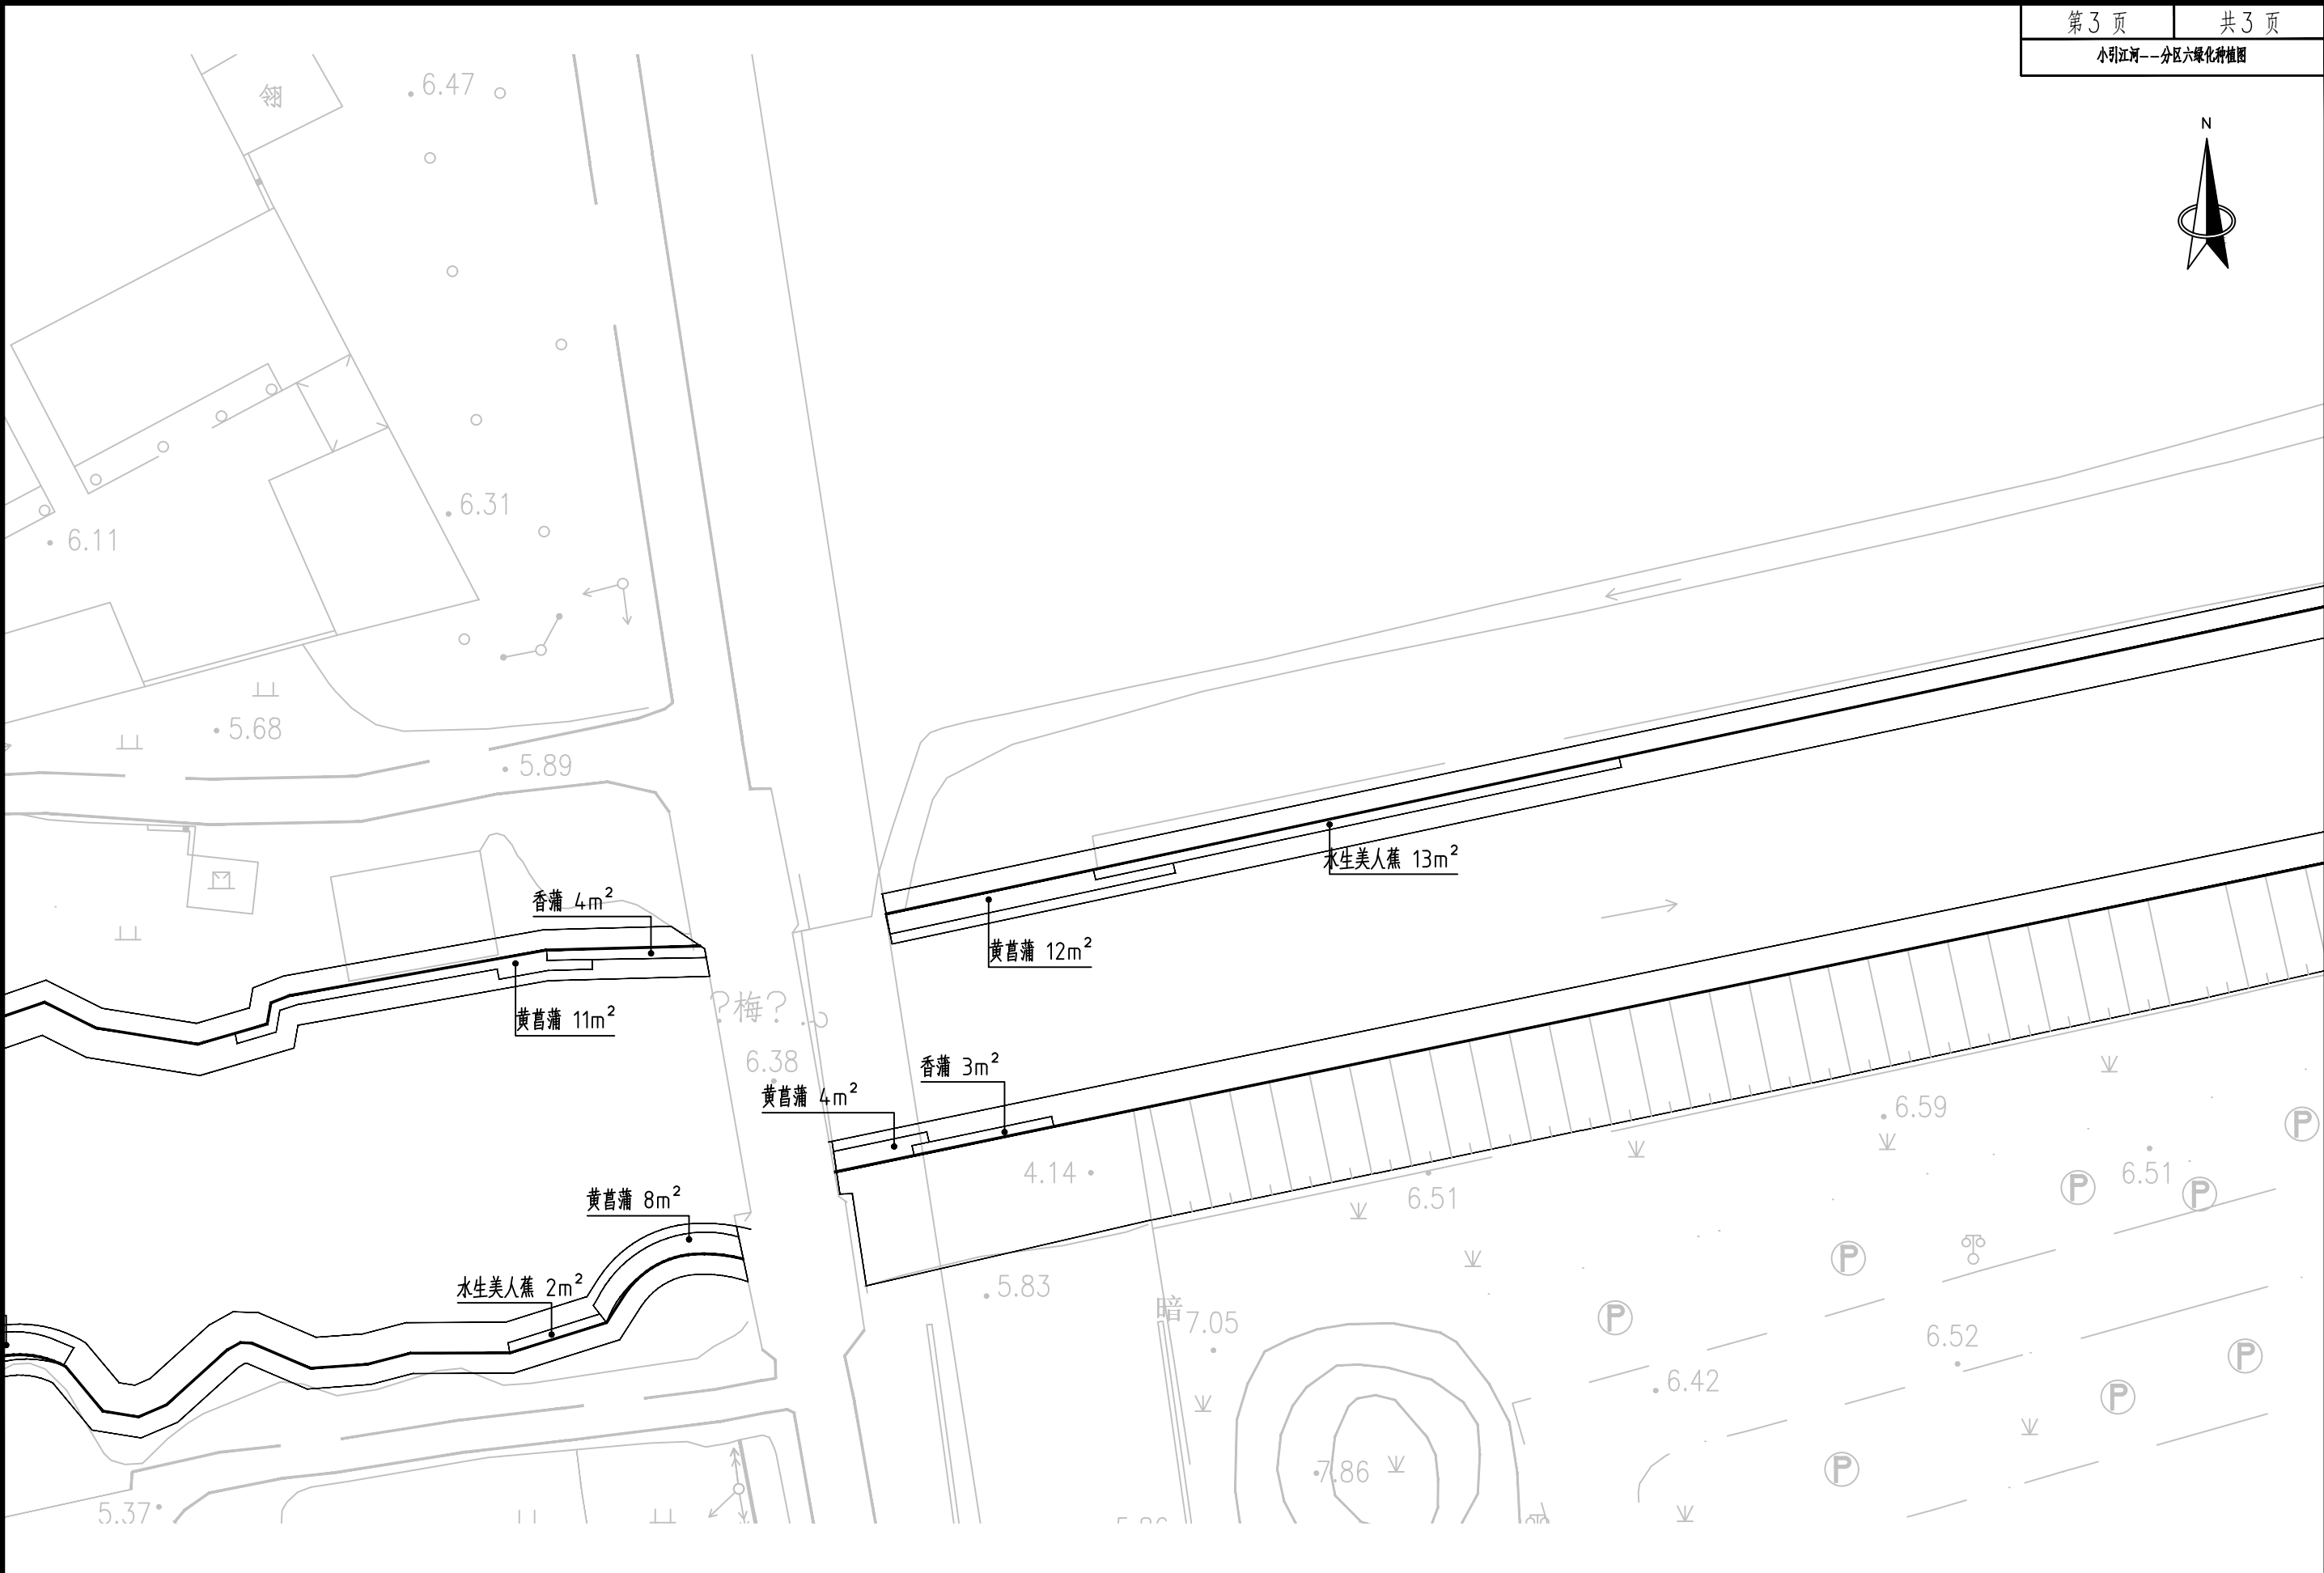 第3 页
共3 页
小引江河--分区六绿化种植图
N
翎
6.47
6.31
6.11
5.68
5.89
水生美人蕉 13m²
香蒲 4m²
黄菖蒲 12m²
黄菖蒲 11m²
?梅?
6.38
香蒲 3m²
黄菖蒲 4m²
6.59
P
4.14
6.51
6.51
P
P
黄菖蒲 8m²
P
水生美人蕉 2m²
5.83
暗
7.05
P
6.52
P
6.42
P
7.86
P
5.37